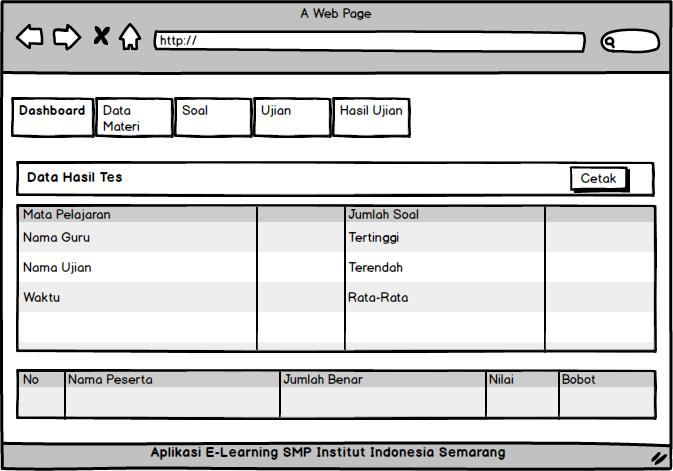 A Web Page
http://
Dashboard
Data
Materi
Soal
Ujian
Hasil Ujian
Data Hasil Tes
Cetak
Mata Pelajaran
Jumlah Soal
Nama Guru
Tertinggi
Nama Ujian
Terendah
Waktu
Rata-Rata
No
Nama Peserta
Jumlah Benar
Nilai
Bobot
Aplikasi E-Learning SMP Institut Indonesia Semarang